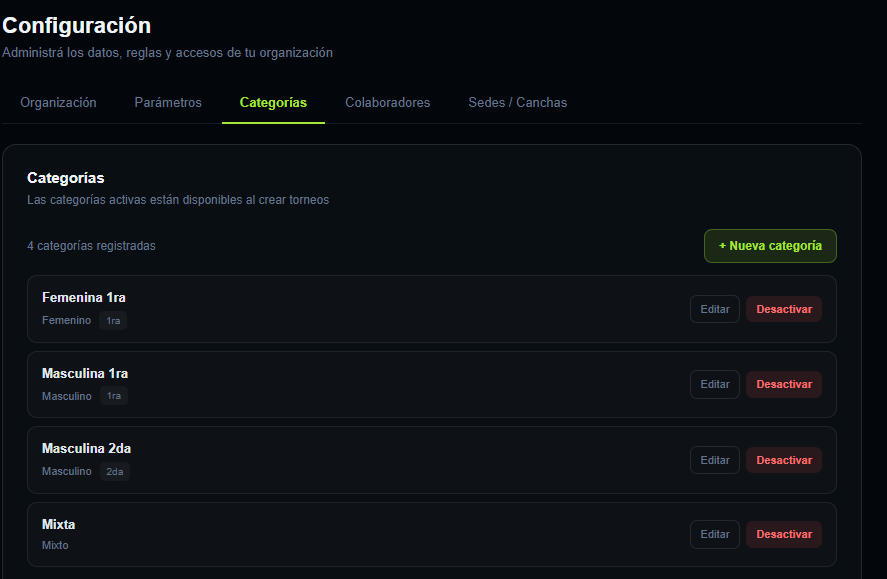 Configuración
Administrá los datos, reglas y accesos de tu organización
Organización Parámetros Categorías Colaboradores Sedes / Canchas
Categorías
Las categorías activas están disponibles al crear torneos
4 categorías registradas + Nueva categoría
Femenina 1ra
Femenino 1ra Editar Desactivar
Masculina 1ra
Masculino 1ra Editar Desactivar
Masculina 2da
Masculino 2da Editar Desactivar
Mixta
Mixto Editar Desactivar